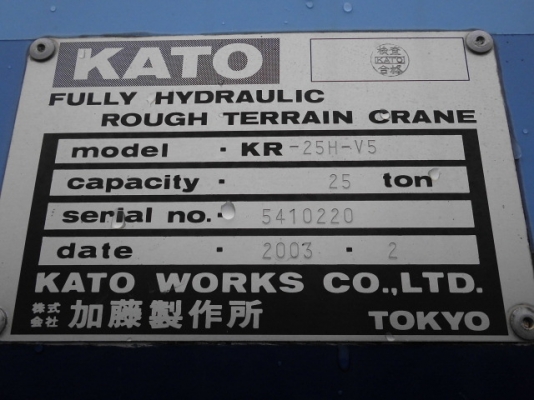 KATO
検査
KATO
合格
FULLY HYDRAULIC
ROUGH TERRAIN CRANE
model · KR-25H-V5
capacity · 25 ton
serial no. · 5410220
date · 2003 · 2
KATO WORKS CO.,LTD.
株式会社 加藤製作所 TOKYO